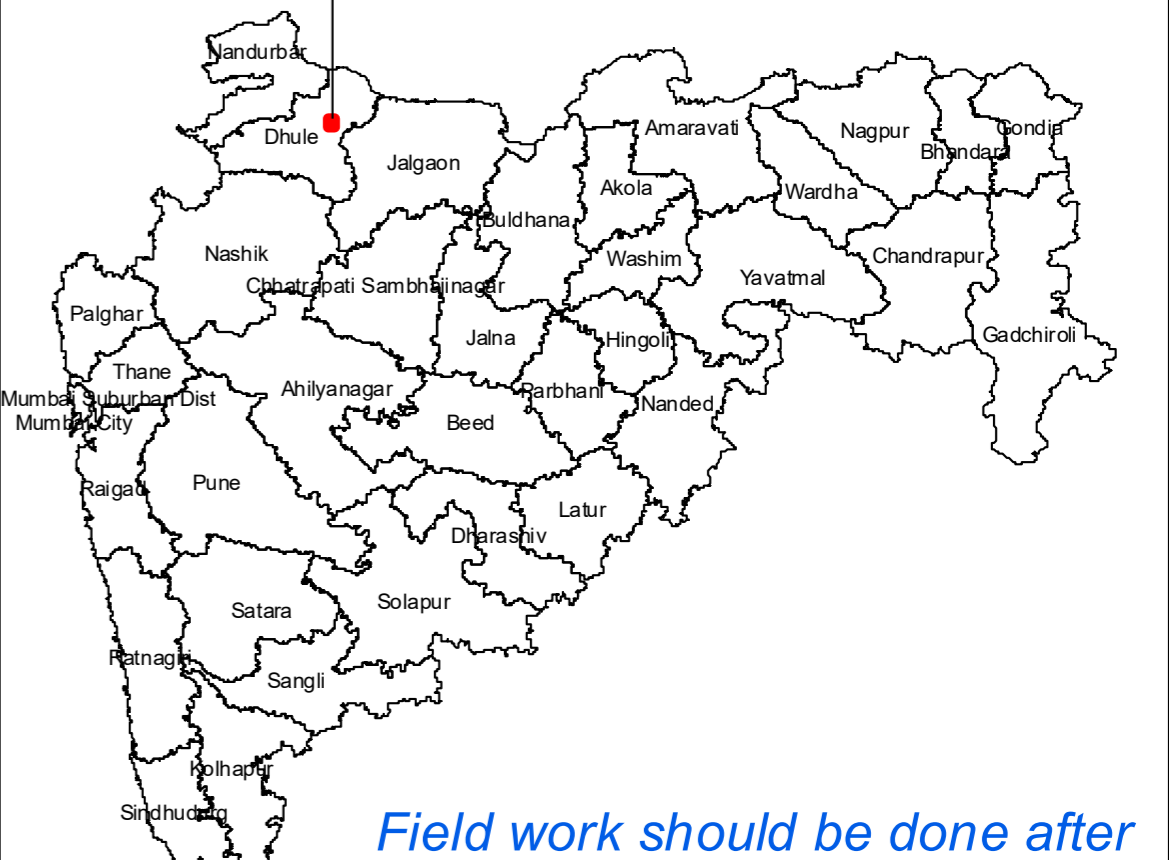 Nandurbar
Dhule
Jalgaon
Amaravati
Nagpur
Gondia
Bhandara
Akola
Wardha
Buldhana
Nashik
Washim
Chandrapur
Chhatrapati Sambhajinagar
Yavatmal
Palghar
Jalna
Hingoli
Gadchiroli
Thane
Ahilyanagar
Parbhani
Mumbai Suburban Dist
Nanded
Mumbai City
Beed
Raigad
Pune
Latur
Dharashiv
Satara
Solapur
Ratnagiri
Sangli
Kolhapur
Sindhudurg
Field work should be done after